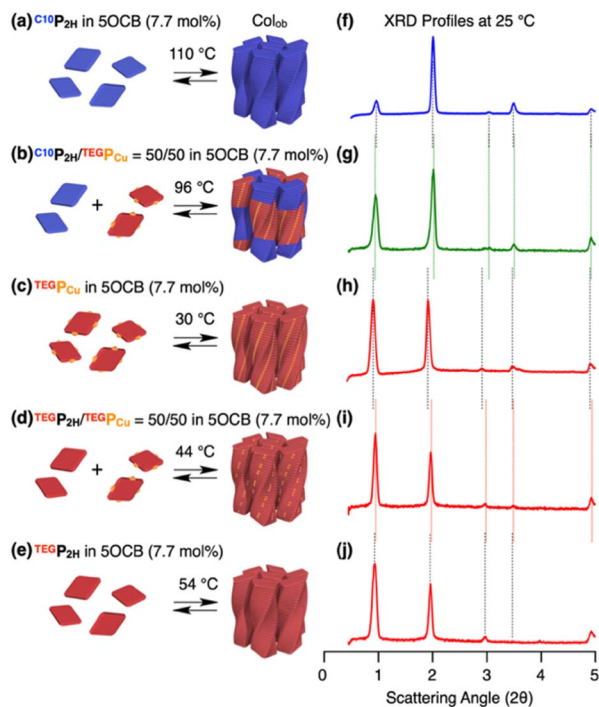 (a) C10P2H in 5OCB (7.7 mol%) Colob
110 °C
(b) C10P2H/TEGPCu = 50/50 in 5OCB (7.7 mol%)
+ 96 °C
(c) TEGPCu in 5OCB (7.7 mol%)
30 °C
(d) TEGP2H/TEGPCu = 50/50 in 5OCB (7.7 mol%)
+ 44 °C
(e) TEGP2H in 5OCB (7.7 mol%)
54 °C
(f) XRD Profiles at 25 °C
(g)
(h)
(i)
(j)
0 1 2 3 4 5
Scattering Angle (2θ)